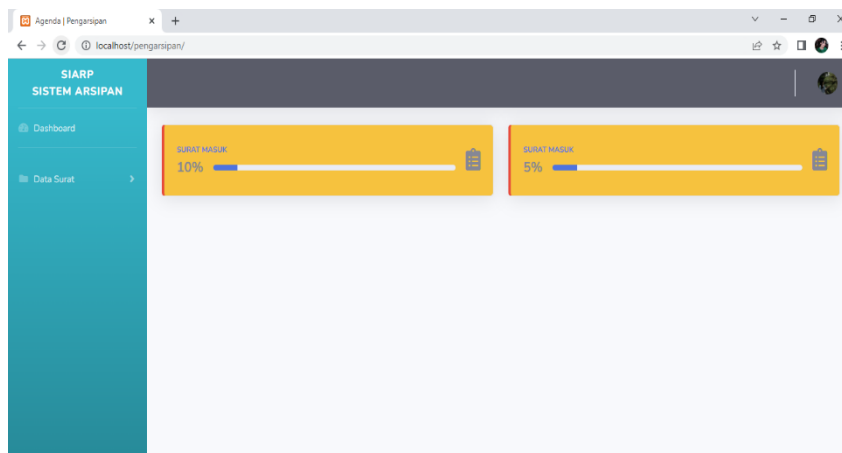 Agenda | Pengarsipan
localhost/pengarsipan/
SIARP
SISTEM ARSIPAN
Dashboard
Data Surat
SURAT MASUK
10%
SURAT MASUK
5%